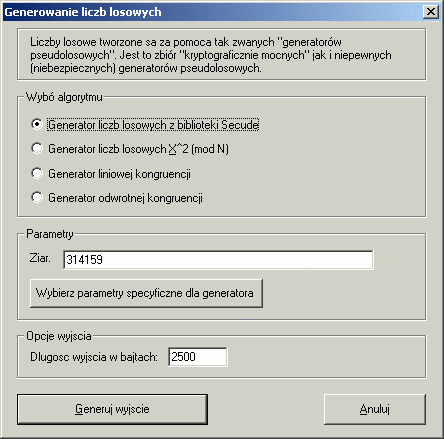 Generowanie liczb losowych
Liczby losowe tworzone sa za pomoca tak zwanych "generatorów
pseudolosowych". Jest to zbiór "kryptograficznie mocnych" jak i niepewnych
(niebezpiecznych) generatorów pseudolosowych.
Wybó algorytmu
Generator liczb losowych z biblioteki Secude
Generator liczb losowych X^2 (mod N)
Generator liniowej kongruencji
Generator odwrotnej kongruencji
Parametry
Ziar. 314159
Wybierz parametry specyficzne dla generatora
Opcje wyjscia
Dlugosc wyjscia w bajtach: 2500
Generuj wyjscie Anuluj